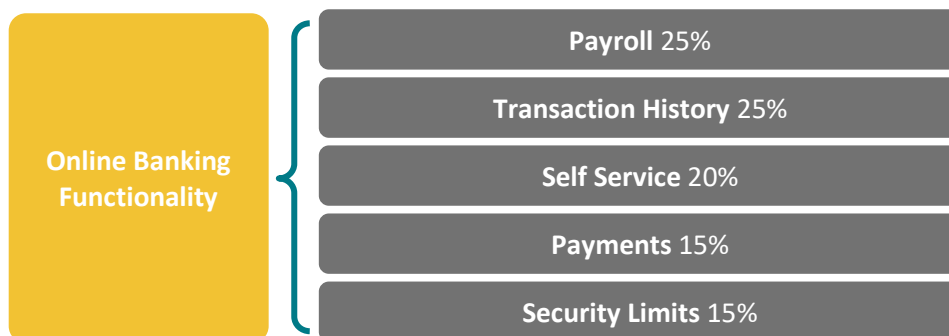 Online Banking
Functionality
Payroll 25%
Transaction History 25%
Self Service 20%
Payments 15%
Security Limits 15%